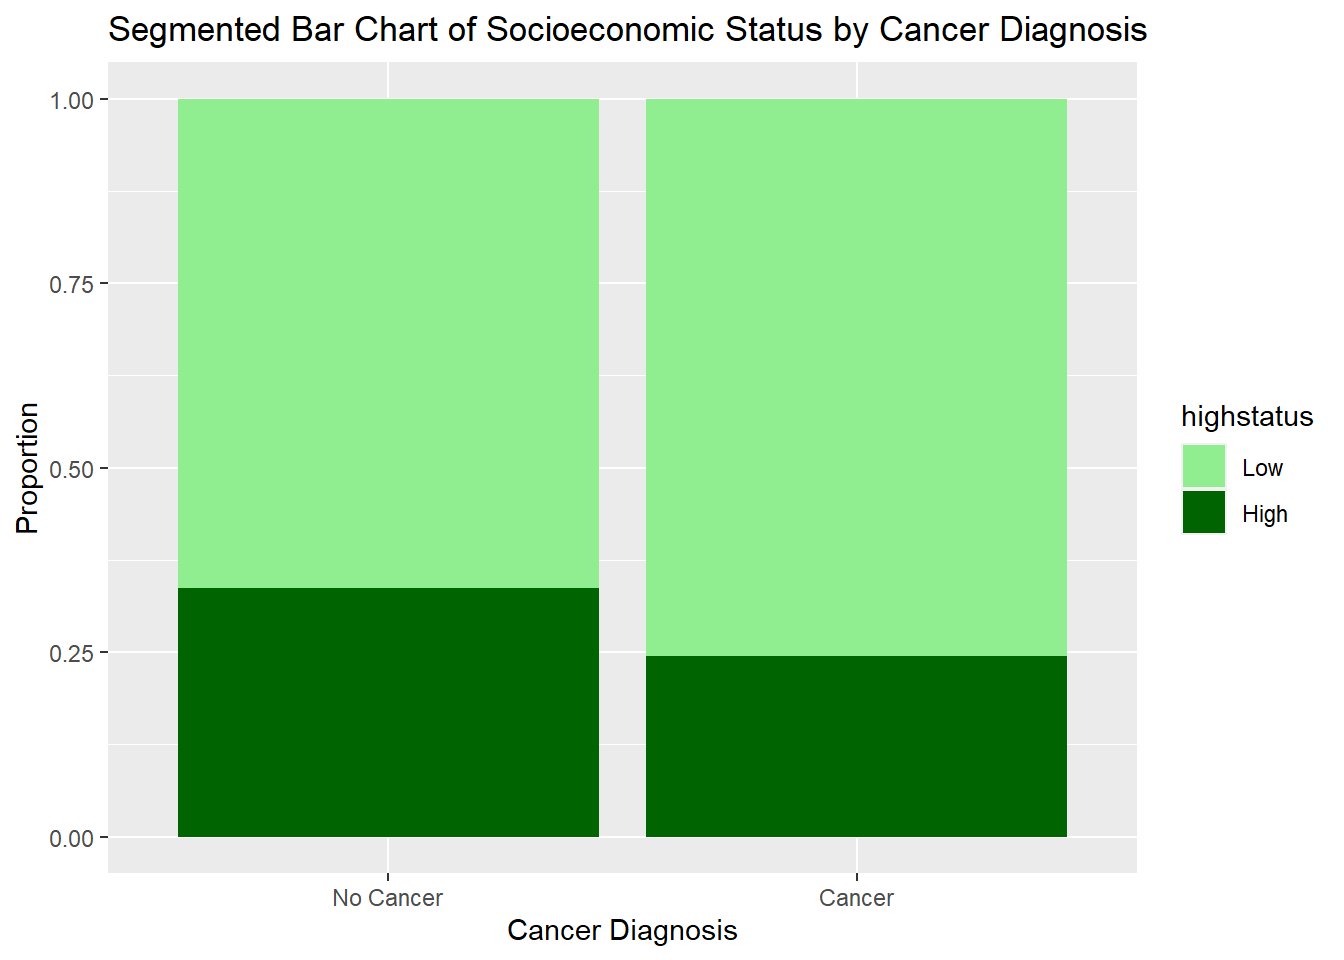 Segmented Bar Chart of Socioeconomic Status by Cancer Diagnosis
1.00
0.75
0.50
0.25
0.00
Proportion
No Cancer
Cancer
Cancer Diagnosis
highstatus
Low
High